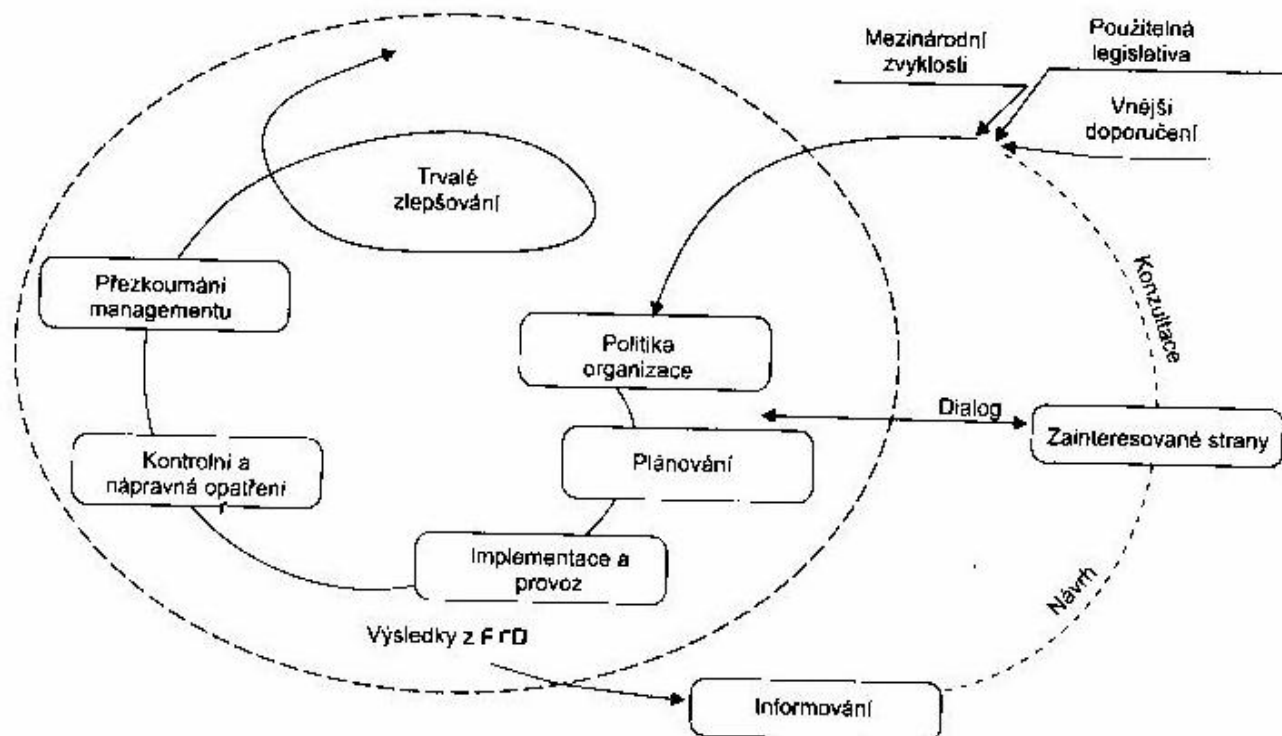 Mezinárodní
zvyklosti
Použitelná
legislativa
Vnější
doporučení
Trvalé
zlepšování
Přezkoumání
managementu
Konzultace
Politika
organizace
Dialog
Zainteresované strany
Kontrolní a
nápravná opatření
Plánování
Implementace a
provoz
Návrh
Výsledky z
Informování